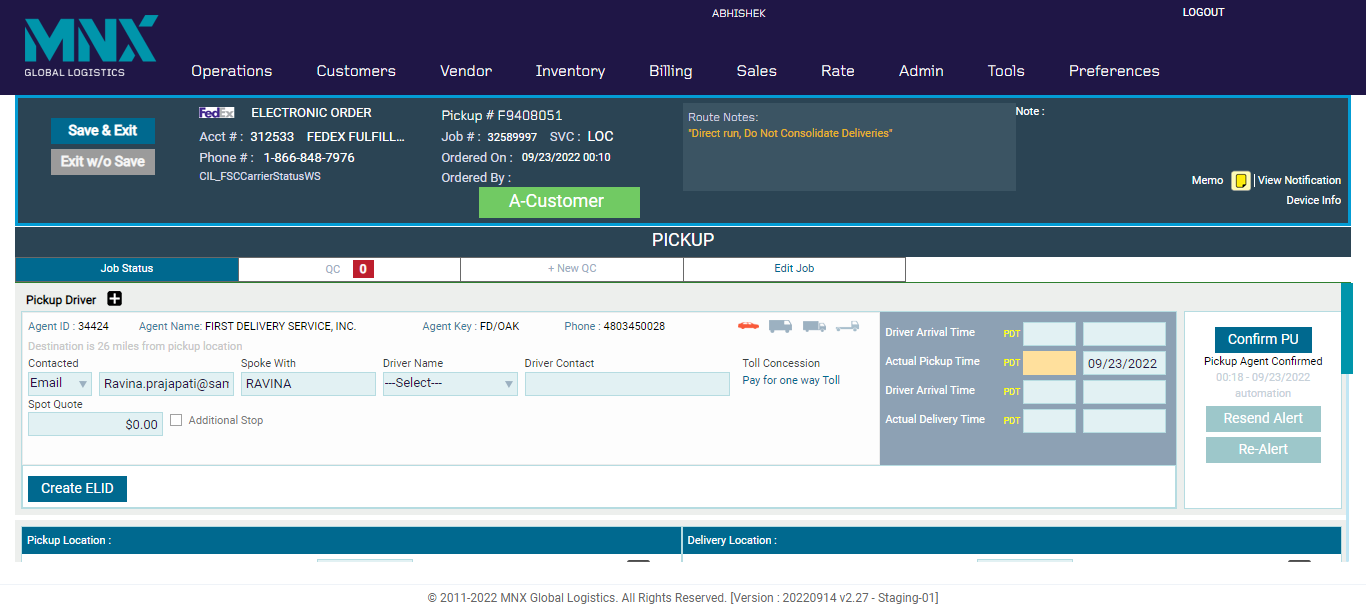 ABHISHEK
LOGOUT
MNX
GLOBAL LOGISTICS
Operations Customers Vendor Inventory Billing Sales Rate Admin Tools Preferences
Save & Exit
Exit w/o Save
FedEx ELECTRONIC ORDER
Acct # : 312533 FEDEX FULFILL...
Phone # : 1-866-848-7976
CIL_FSCCarrierStatusWS
Pickup # F9408051
Job # : 32589997 SVC : LOC
Ordered On : 09/23/2022 00:10
Ordered By :
A-Customer
Route Notes:
"Direct run, Do Not Consolidate Deliveries"
Note :
Memo | View Notification
Device Info
PICKUP
Job Status QC 0 + New QC Edit Job
Pickup Driver
Agent ID : 34424 Agent Name: FIRST DELIVERY SERVICE, INC. Agent Key : FD/OAK Phone : 4803450028
Destination is 26 miles from pickup location
Contacted Spoke With Driver Name Driver Contact Toll Concession
Email Ravina.prajapati@sam RAVINA ---Select--- Pay for one way Toll
Spot Quote
$0.00 Additional Stop
Create ELID
Driver Arrival Time PDT
Actual Pickup Time PDT 09/23/2022
Driver Arrival Time PDT
Actual Delivery Time PDT
Confirm PU
Pickup Agent Confirmed
00:18 - 09/23/2022
automation
Resend Alert
Re-Alert
Pickup Location : Delivery Location :
© 2011-2022 MNX Global Logistics. All Rights Reserved. [Version : 20220914 v2.27 - Staging-01]